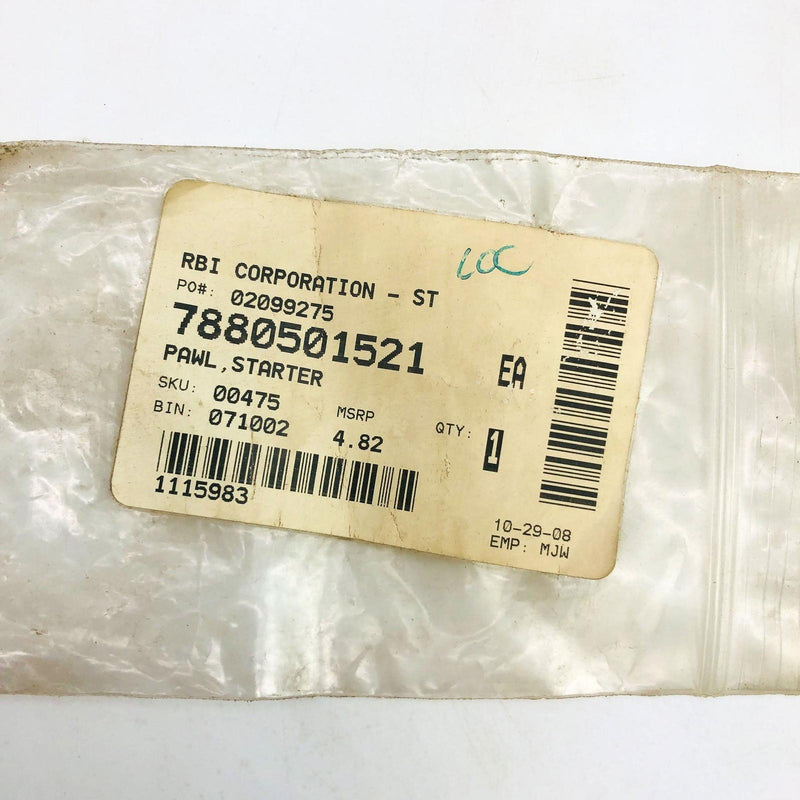 RBI CORPORATION - ST
PO#: 02099275
7880501521
EA
PAWL,STARTER
SKU: 00475
MSRP
QTY: 1
BIN: 071002
4.82
1115983
10-29-08
EMP: MJW